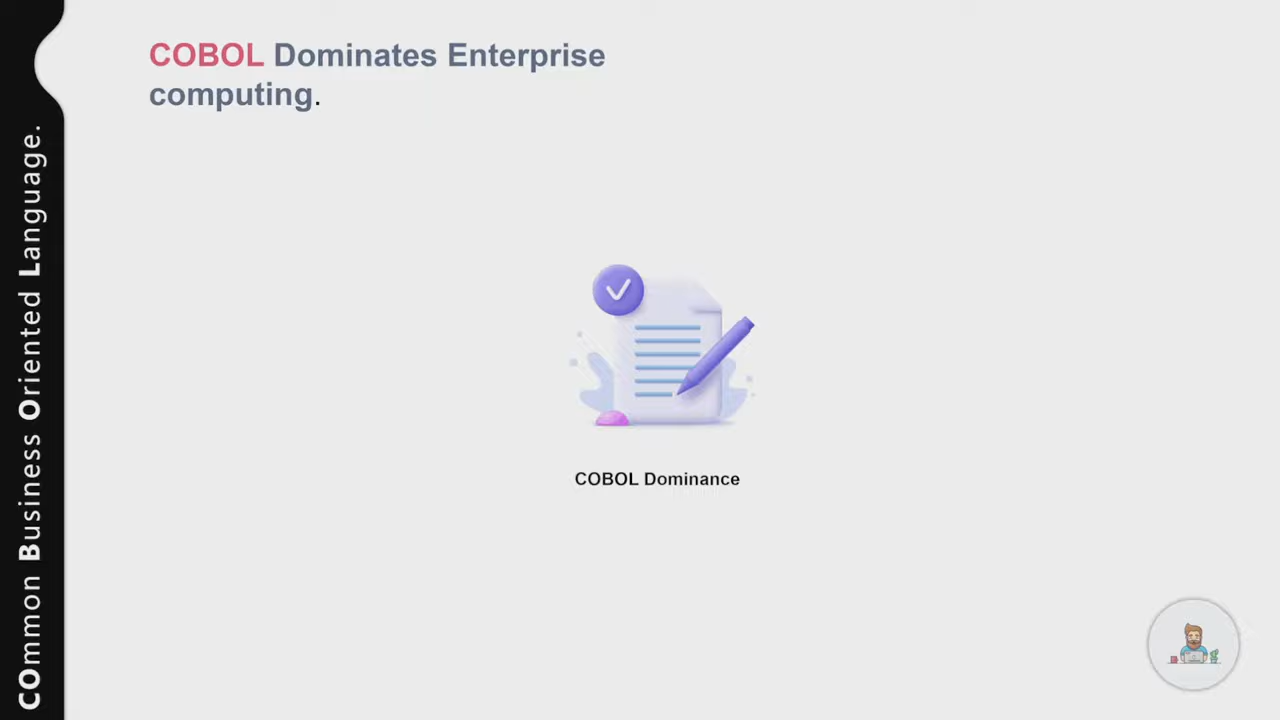 COBOL Dominates Enterprise
computing.
COBOL Dominance
COmmon Business Oriented Language.